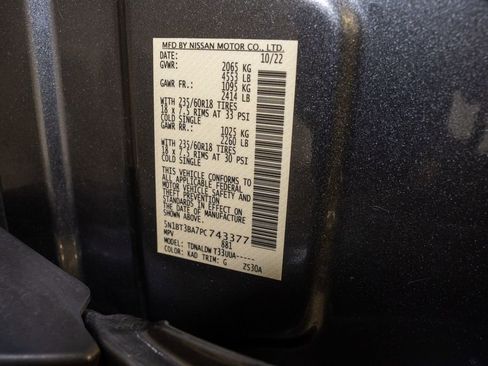 MFD BY NISSAN MOTOR CO., LTD.
DATE: 10/22
GVWR: 2065 KG
4553 LB
GAWR FR.: 1095 KG
2414 LB
WITH 235/60R18 TIRES
18 x 7.5 RIMS AT 33 PSI
COLD SINGLE
GAWR RR.: 1025 KG
2260 LB
WITH 235/60R18 TIRES
18 x 7.5 RIMS AT 30 PSI
COLD SINGLE
THIS VEHICLE CONFORMS TO
ALL APPLICABLE FEDERAL
MOTOR VEHICLE SAFETY AND
THEFT PREVENTION
STANDARDS IN EFFECT ON
THE DATE OF MANUFACTURE
5N1BT3BA7PC743377
MPV 881
MODEL: TDNALDWT33UUA-----
COLOR: KAD TRIM: G ZS30A